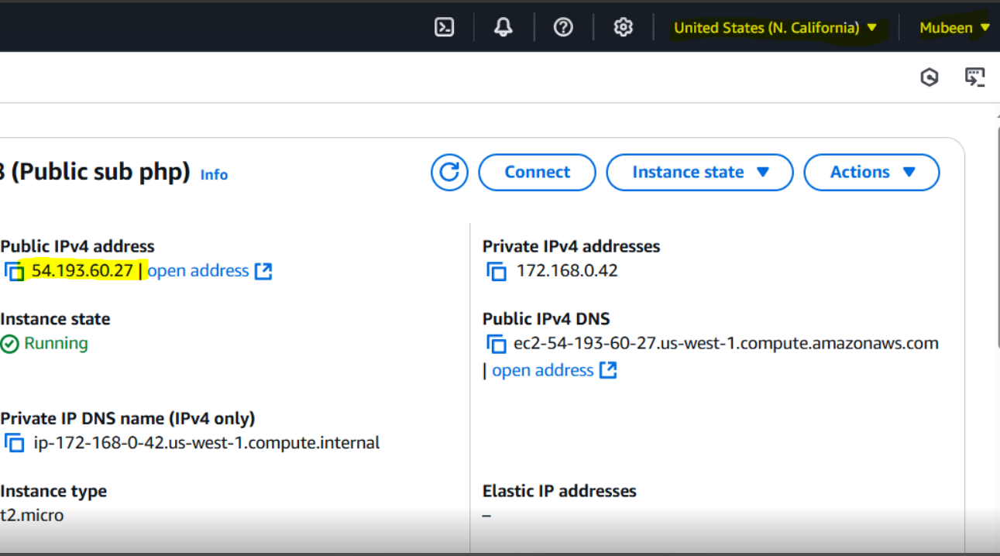 United States (N. California) ▼ Mubeen ▼
(Public sub php) Info
Connect
Instance state ▼
Actions ▼
Public IPv4 address
54.193.60.27 | open address
Private IPv4 addresses
172.168.0.42
Instance state
Running
Public IPv4 DNS
ec2-54-193-60-27.us-west-1.compute.amazonaws.com
| open address
Private IP DNS name (IPv4 only)
ip-172-168-0-42.us-west-1.compute.internal
Instance type
t2.micro
Elastic IP addresses
–